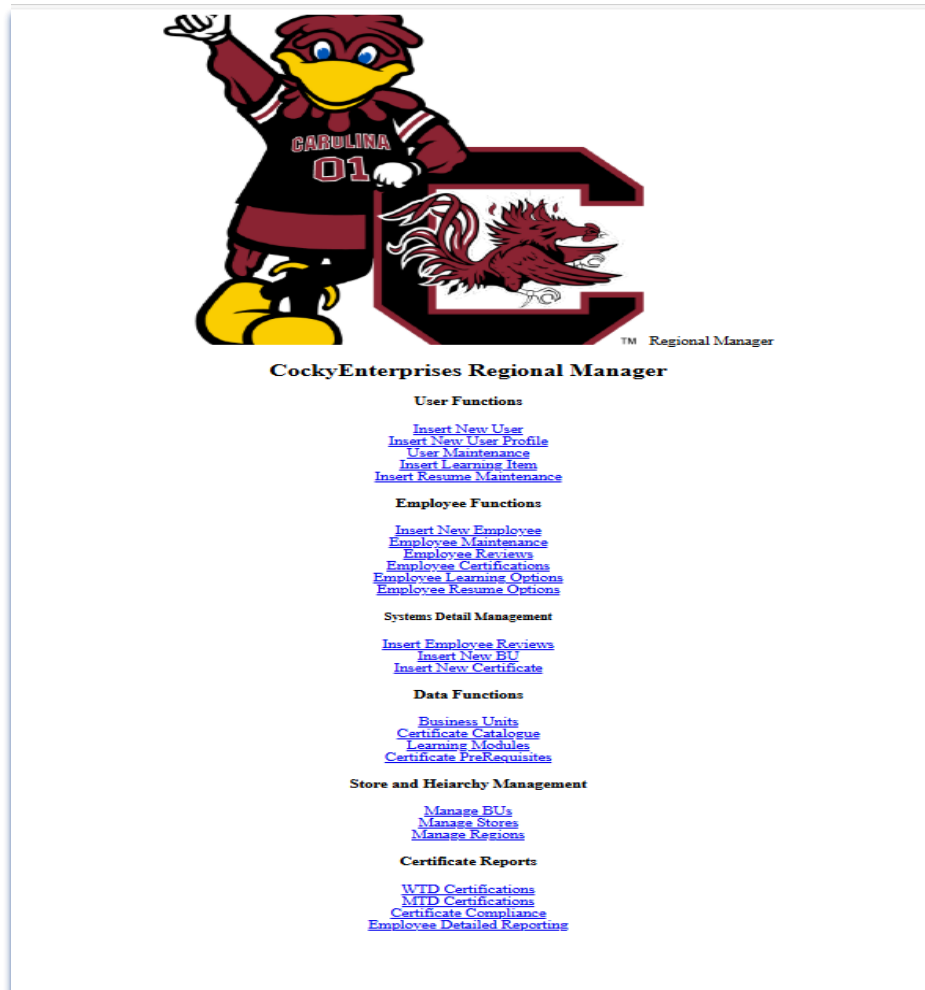 CAROLINA
01
TM Regional Manager
CockyEnterprises Regional Manager
User Functions
Insert New User
Insert New User Profile
User Maintenance
Insert Learning Item
Insert Resume Maintenance
Employee Functions
Insert New Employee
Employee Maintenance
Employee Reviews
Employee Certifications
Employee Learning Options
Employee Resume Options
Systems Detail Management
Insert Employee Reviews
Insert New BU
Insert New Certificate
Data Functions
Business Units
Certificate Catalogue
Learning Modules
Certificate PreRequisites
Store and Heiarchy Management
Manage BUs
Manage Stores
Manage Regions
Certificate Reports
WTD Certifications
MTD Certifications
Certificate Compliance
Employee Detailed Reporting